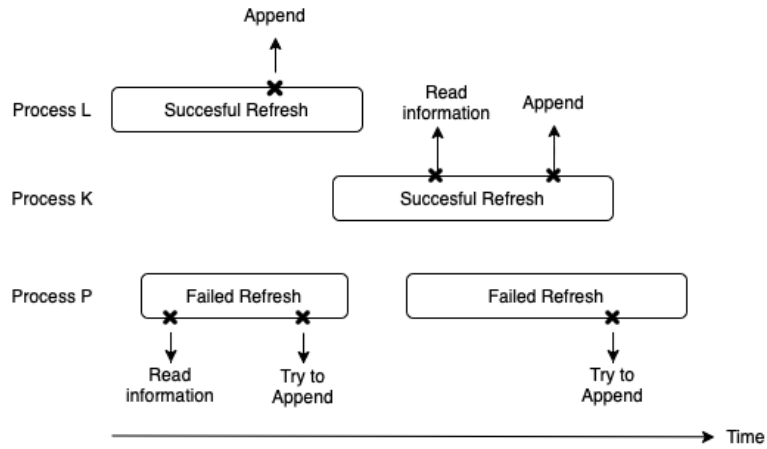 Append
Process L
Succesful Refresh
Read
information
Append
Process K
Succesful Refresh
Process P
Failed Refresh
Failed Refresh
Read
information
Try to
Append
Try to
Append
Time